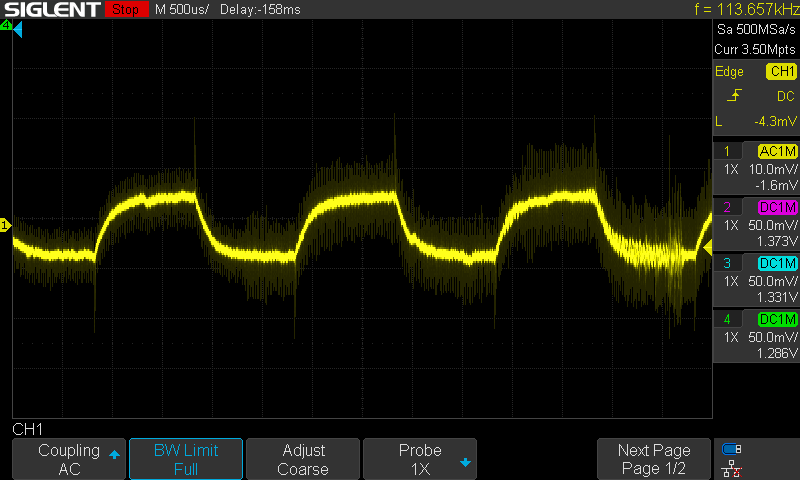 SIGLENT Stop M 500us/ Delay:-158ms f = 113.657kHz
Sa 500MSa/s
Curr 3.50Mpts
Edge CH1
DC
L -4.3mV
1 AC1M
1X 10.0mV/
-1.6mV
2 DC1M
1X 50.0mV/
1.373V
3 DC1M
1X 50.0mV/
1.331V
4 DC1M
1X 50.0mV/
1.286V
4
1
CH1
Coupling
AC
BW Limit
Full
Adjust
Coarse
Probe
1X
Next Page
Page 1/2